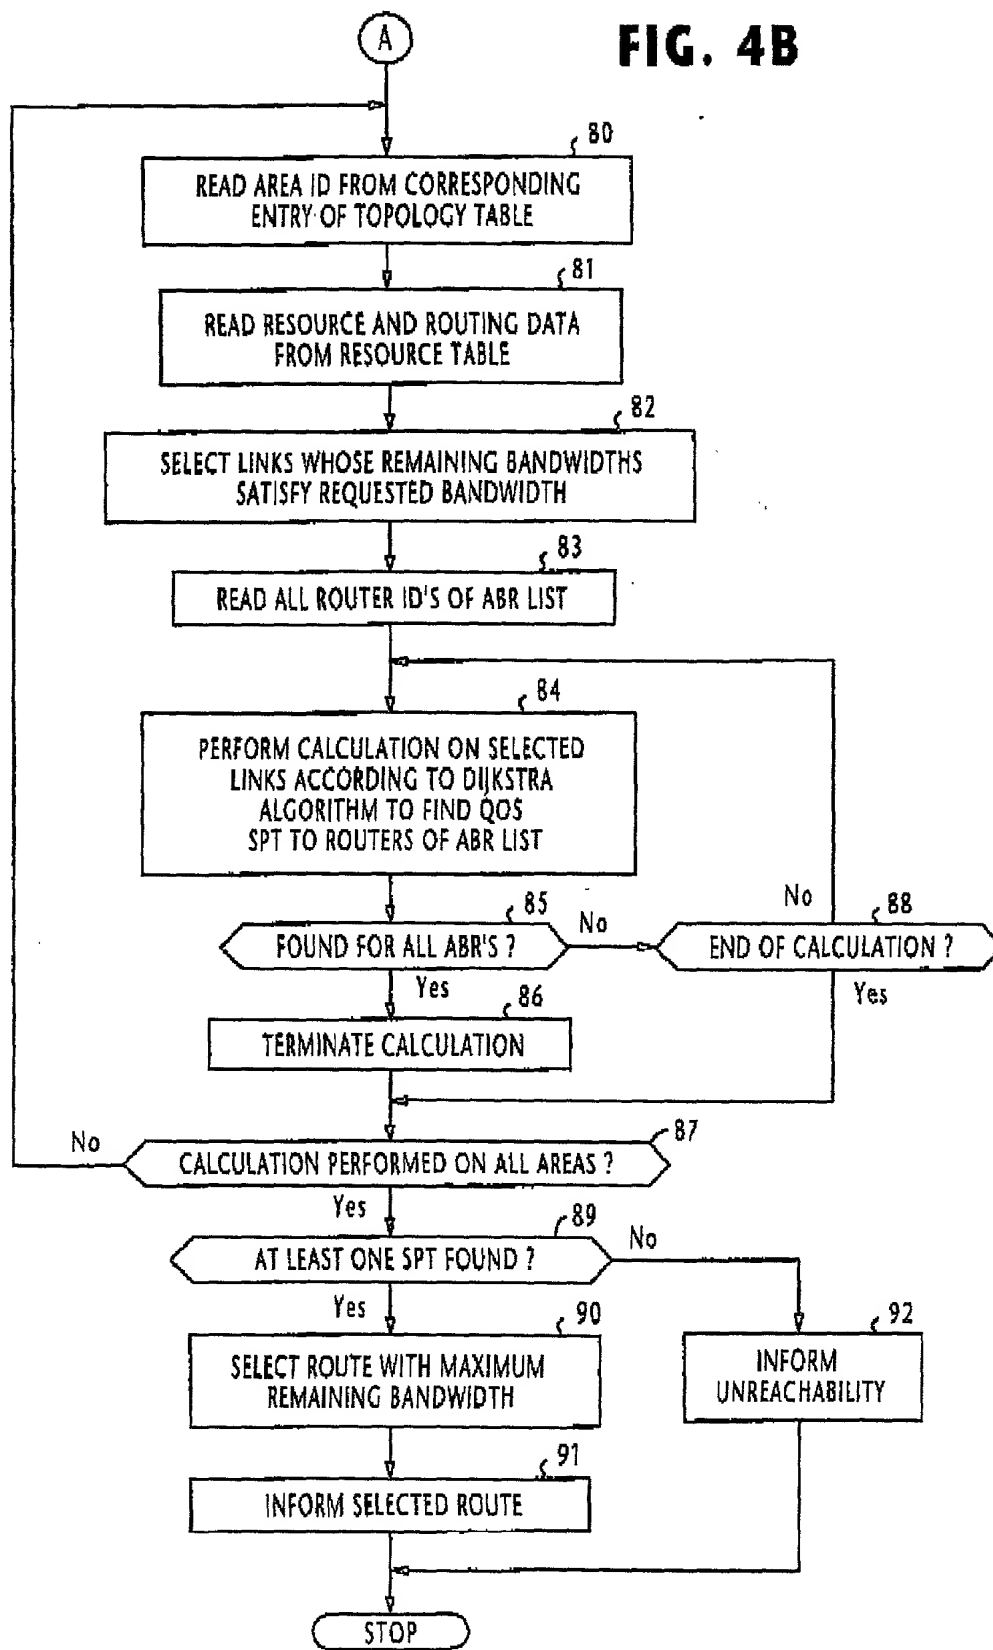 A
FIG. 4B
80
READ AREA ID FROM CORRESPONDING
ENTRY OF TOPOLOGY TABLE
81
READ RESOURCE AND ROUTING DATA
FROM RESOURCE TABLE
82
SELECT LINKS WHOSE REMAINING BANDWIDTHS
SATISFY REQUESTED BANDWIDTH
83
READ ALL ROUTER ID'S OF ABR LIST
84
PERFORM CALCULATION ON SELECTED
LINKS ACCORDING TO DIJKSTRA
ALGORITHM TO FIND QOS
SPT TO ROUTERS OF ABR LIST
85
FOUND FOR ALL ABR'S ?
No
No
88
END OF CALCULATION ?
Yes
Yes
86
TERMINATE CALCULATION
87
No
CALCULATION PERFORMED ON ALL AREAS ?
Yes
89
AT LEAST ONE SPT FOUND ?
No
Yes
90
SELECT ROUTE WITH MAXIMUM
REMAINING BANDWIDTH
92
INFORM
UNREACHABILITY
91
INFORM SELECTED ROUTE
STOP